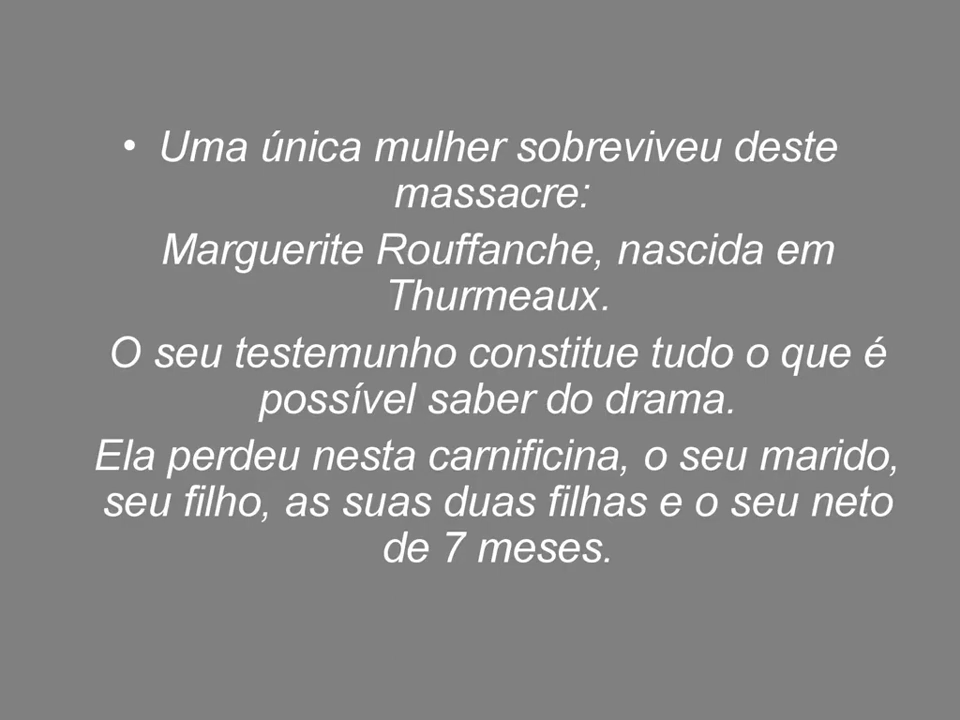 • Uma única mulher sobreviveu deste
massacre:
Marguerite Rouffanche, nascida em
Thurmeaux.
O seu testemunho constitue tudo o que é
possível saber do drama.
Ela perdeu nesta carnificina, o seu marido,
seu filho, as suas duas filhas e o seu neto
de 7 meses.